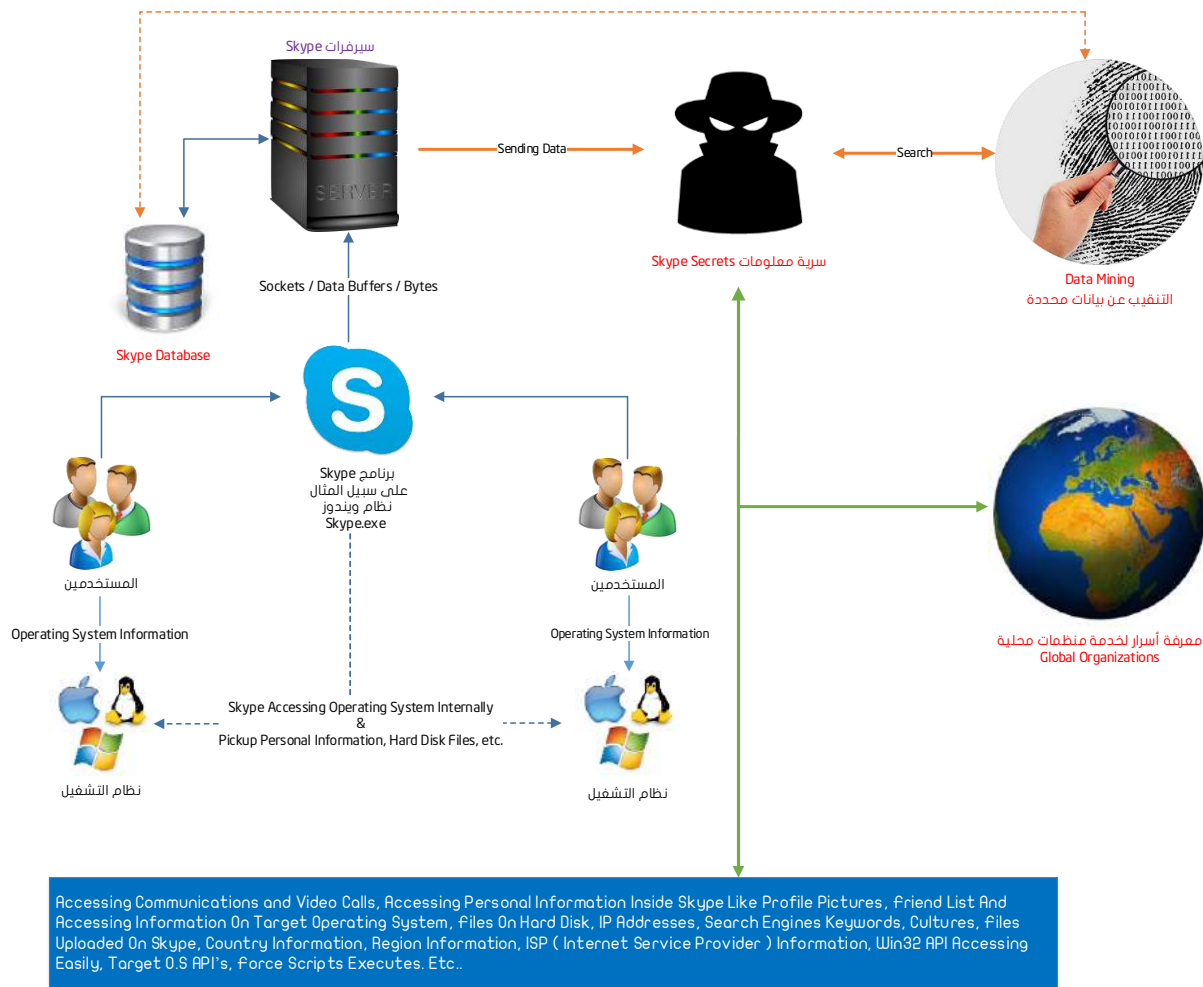 سيرفرات Skype
SERVER
Sending Data
Search
Skype Secrets سرية معلومات
Data Mining
التنقيب عن بيانات محددة
Sockets / Data Buffers / Bytes
Skype Database
S
برنامج Skype
على سبيل المثال
نظام ويندوز
Skype.exe
المستخدمين
المستخدمين
Operating System Information
Operating System Information
معرفة أسرار لخدمة منظمات محلية
Global Organizations
Skype Accessing Operating System Internally
&
Pickup Personal Information, Hard Disk Files, etc.
نظام التشغيل
نظام التشغيل
Accessing Communications and Video Calls, Accessing Personal Information Inside Skype Like Profile Pictures, Friend List And
Accessing Information On Target Operating System, Files On Hard Disk, IP Addresses, Search Engines Keywords, Cultures, Files
Uploaded On Skype, Country Information, Region Information, ISP ( Internet Service Provider ) Information, Win32 API Accessing
Easily, Target O.S API's, Force Scripts Executes. Etc..